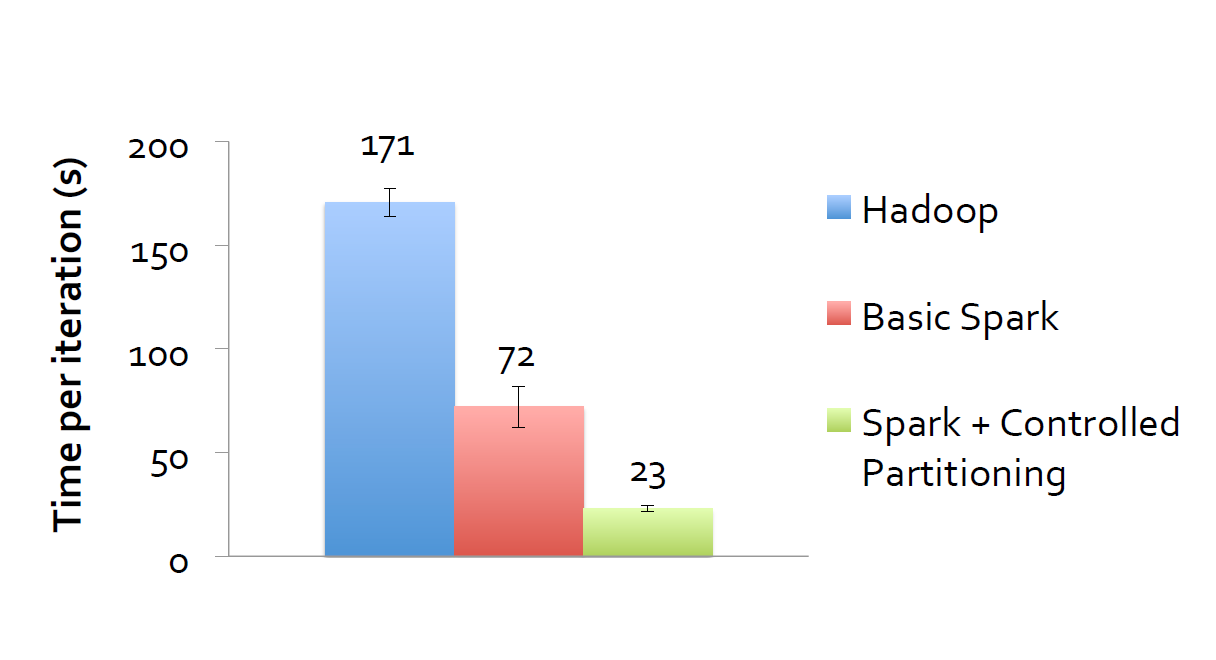 Time per iteration (s)
200
150
100
50
0
171
72
23
Hadoop
Basic Spark
Spark + Controlled
Partitioning